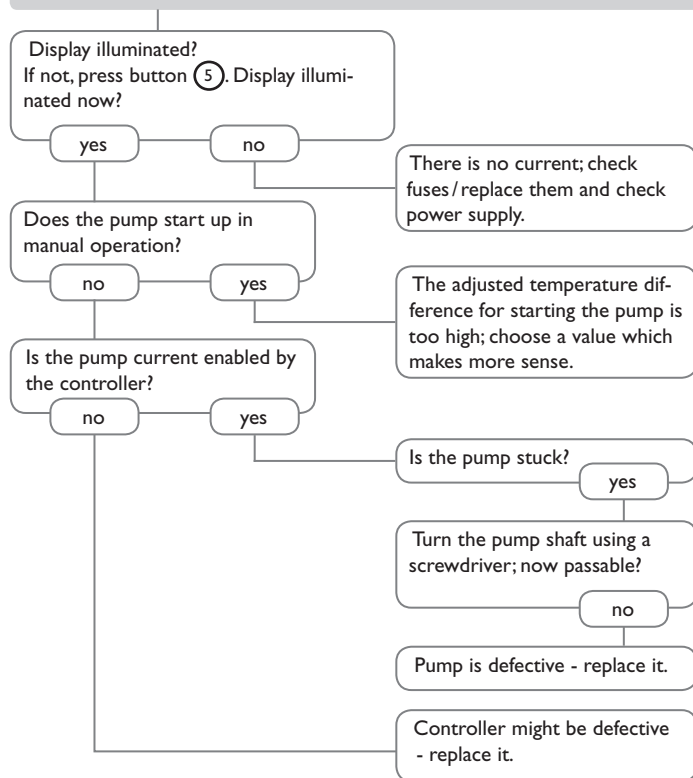 Display illuminated?
If not, press button 5. Display illumi-
nated now?
yes
no
There is no current; check
fuses/replace them and check
power supply.
Does the pump start up in
manual operation?
no
yes
The adjusted temperature dif-
ference for starting the pump is
too high; choose a value which
makes more sense.
Is the pump current enabled by
the controller?
no
yes
Is the pump stuck?
yes
Turn the pump shaft using a
screwdriver; now passable?
no
Pump is defective - replace it.
Controller might be defective
- replace it.